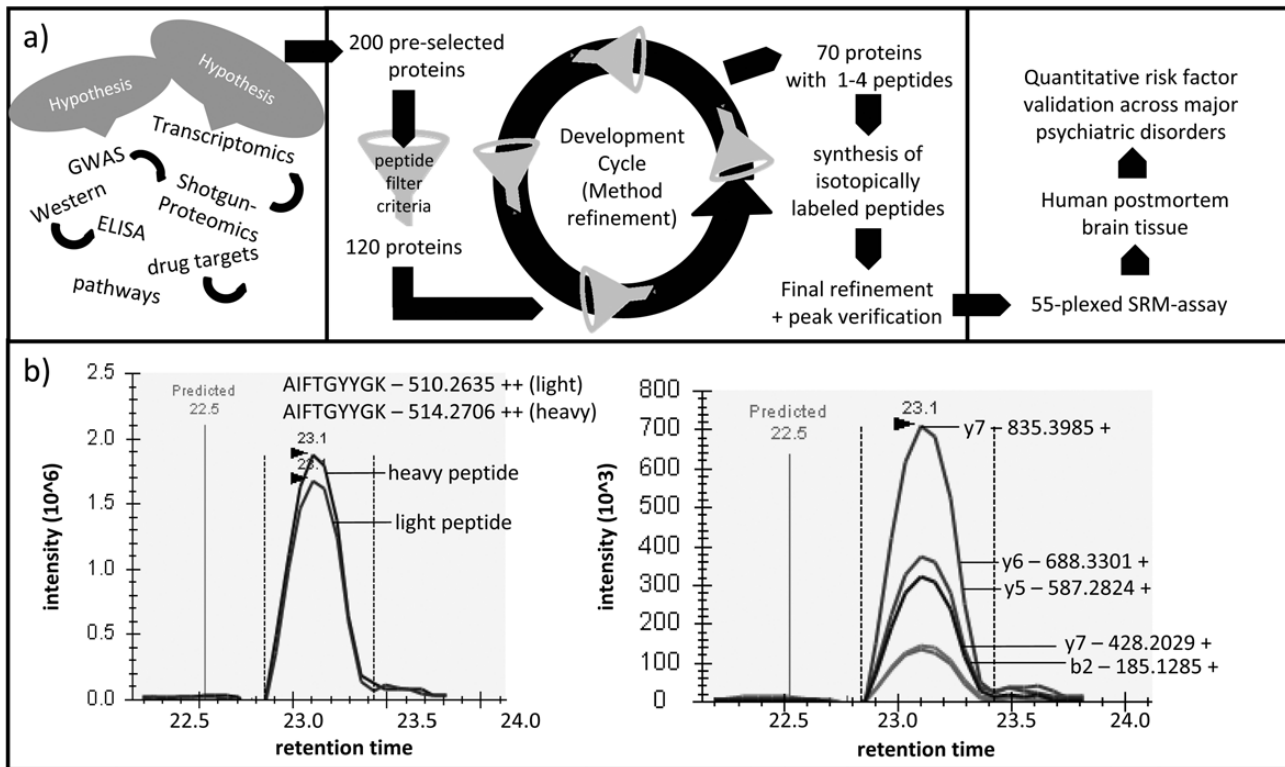 a)
Hypothesis
Hypothesis
Transcriptomics
GWAS
Shotgun-
Proteomics
Western
ELISA
drug targets
pathways
200 pre-selected
proteins
peptide
filter
criteria
120 proteins
Development
Cycle
(Method
refinement)
70 proteins
with 1-4 peptides
synthesis of
isotopically
labeled peptides
Final refinement
+ peak verification
Quantitative risk factor
validation across major
psychiatric disorders
Human postmortem
brain tissue
55-plexed SRM-assay
b)
AIFTGYYGK – 510.2635 ++ (light)
AIFTGYYGK – 514.2706 ++ (heavy)
Predicted
22.5
23.1
23.1
heavy peptide
light peptide
intensity (10^6)
2.5
2.0
1.5
1.0
0.5
0.0
22.5 23.0 23.5 24.0
retention time
Predicted
22.5
23.1
y7 – 835.3985 +
y6 – 688.3301 +
y5 – 587.2824 +
y7 – 428.2029 +
b2 – 185.1285 +
intensity (10^3)
800
700
600
500
400
300
200
100
0
22.5 23.0 23.5 24.0
retention time